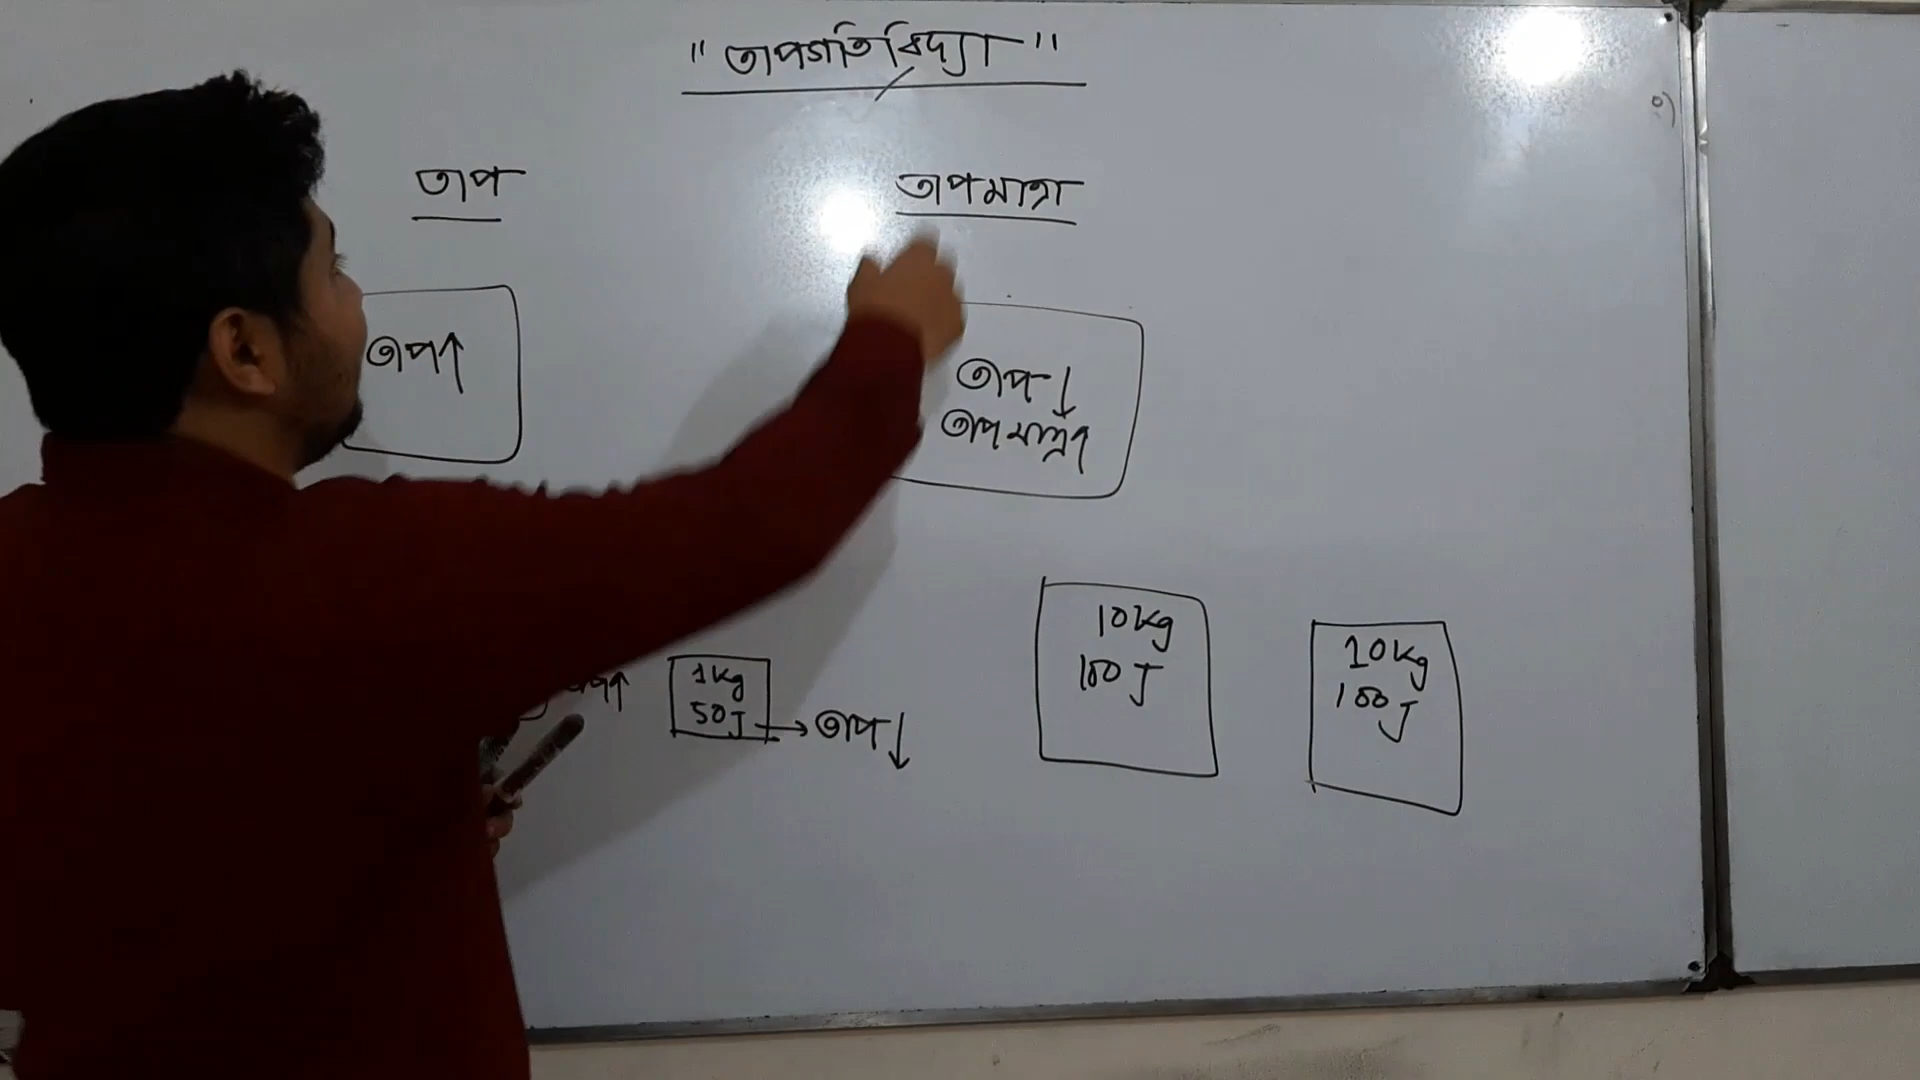 " তাপগতিবিদ্যা "
তাপ
তাপমাত্রা
তাপ↑
তাপ↓
তাপমাত্রা↑
1kg
50J → তাপ↓
10kg
100J
10kg
100J